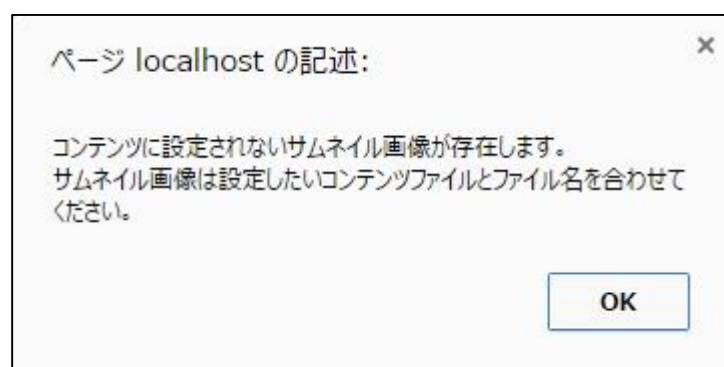 ページ localhost の記述:
×
コンテンツに設定されないサムネイル画像が存在します。
サムネイル画像は設定したいコンテンツファイルとファイル名を合わせて
ください。
OK